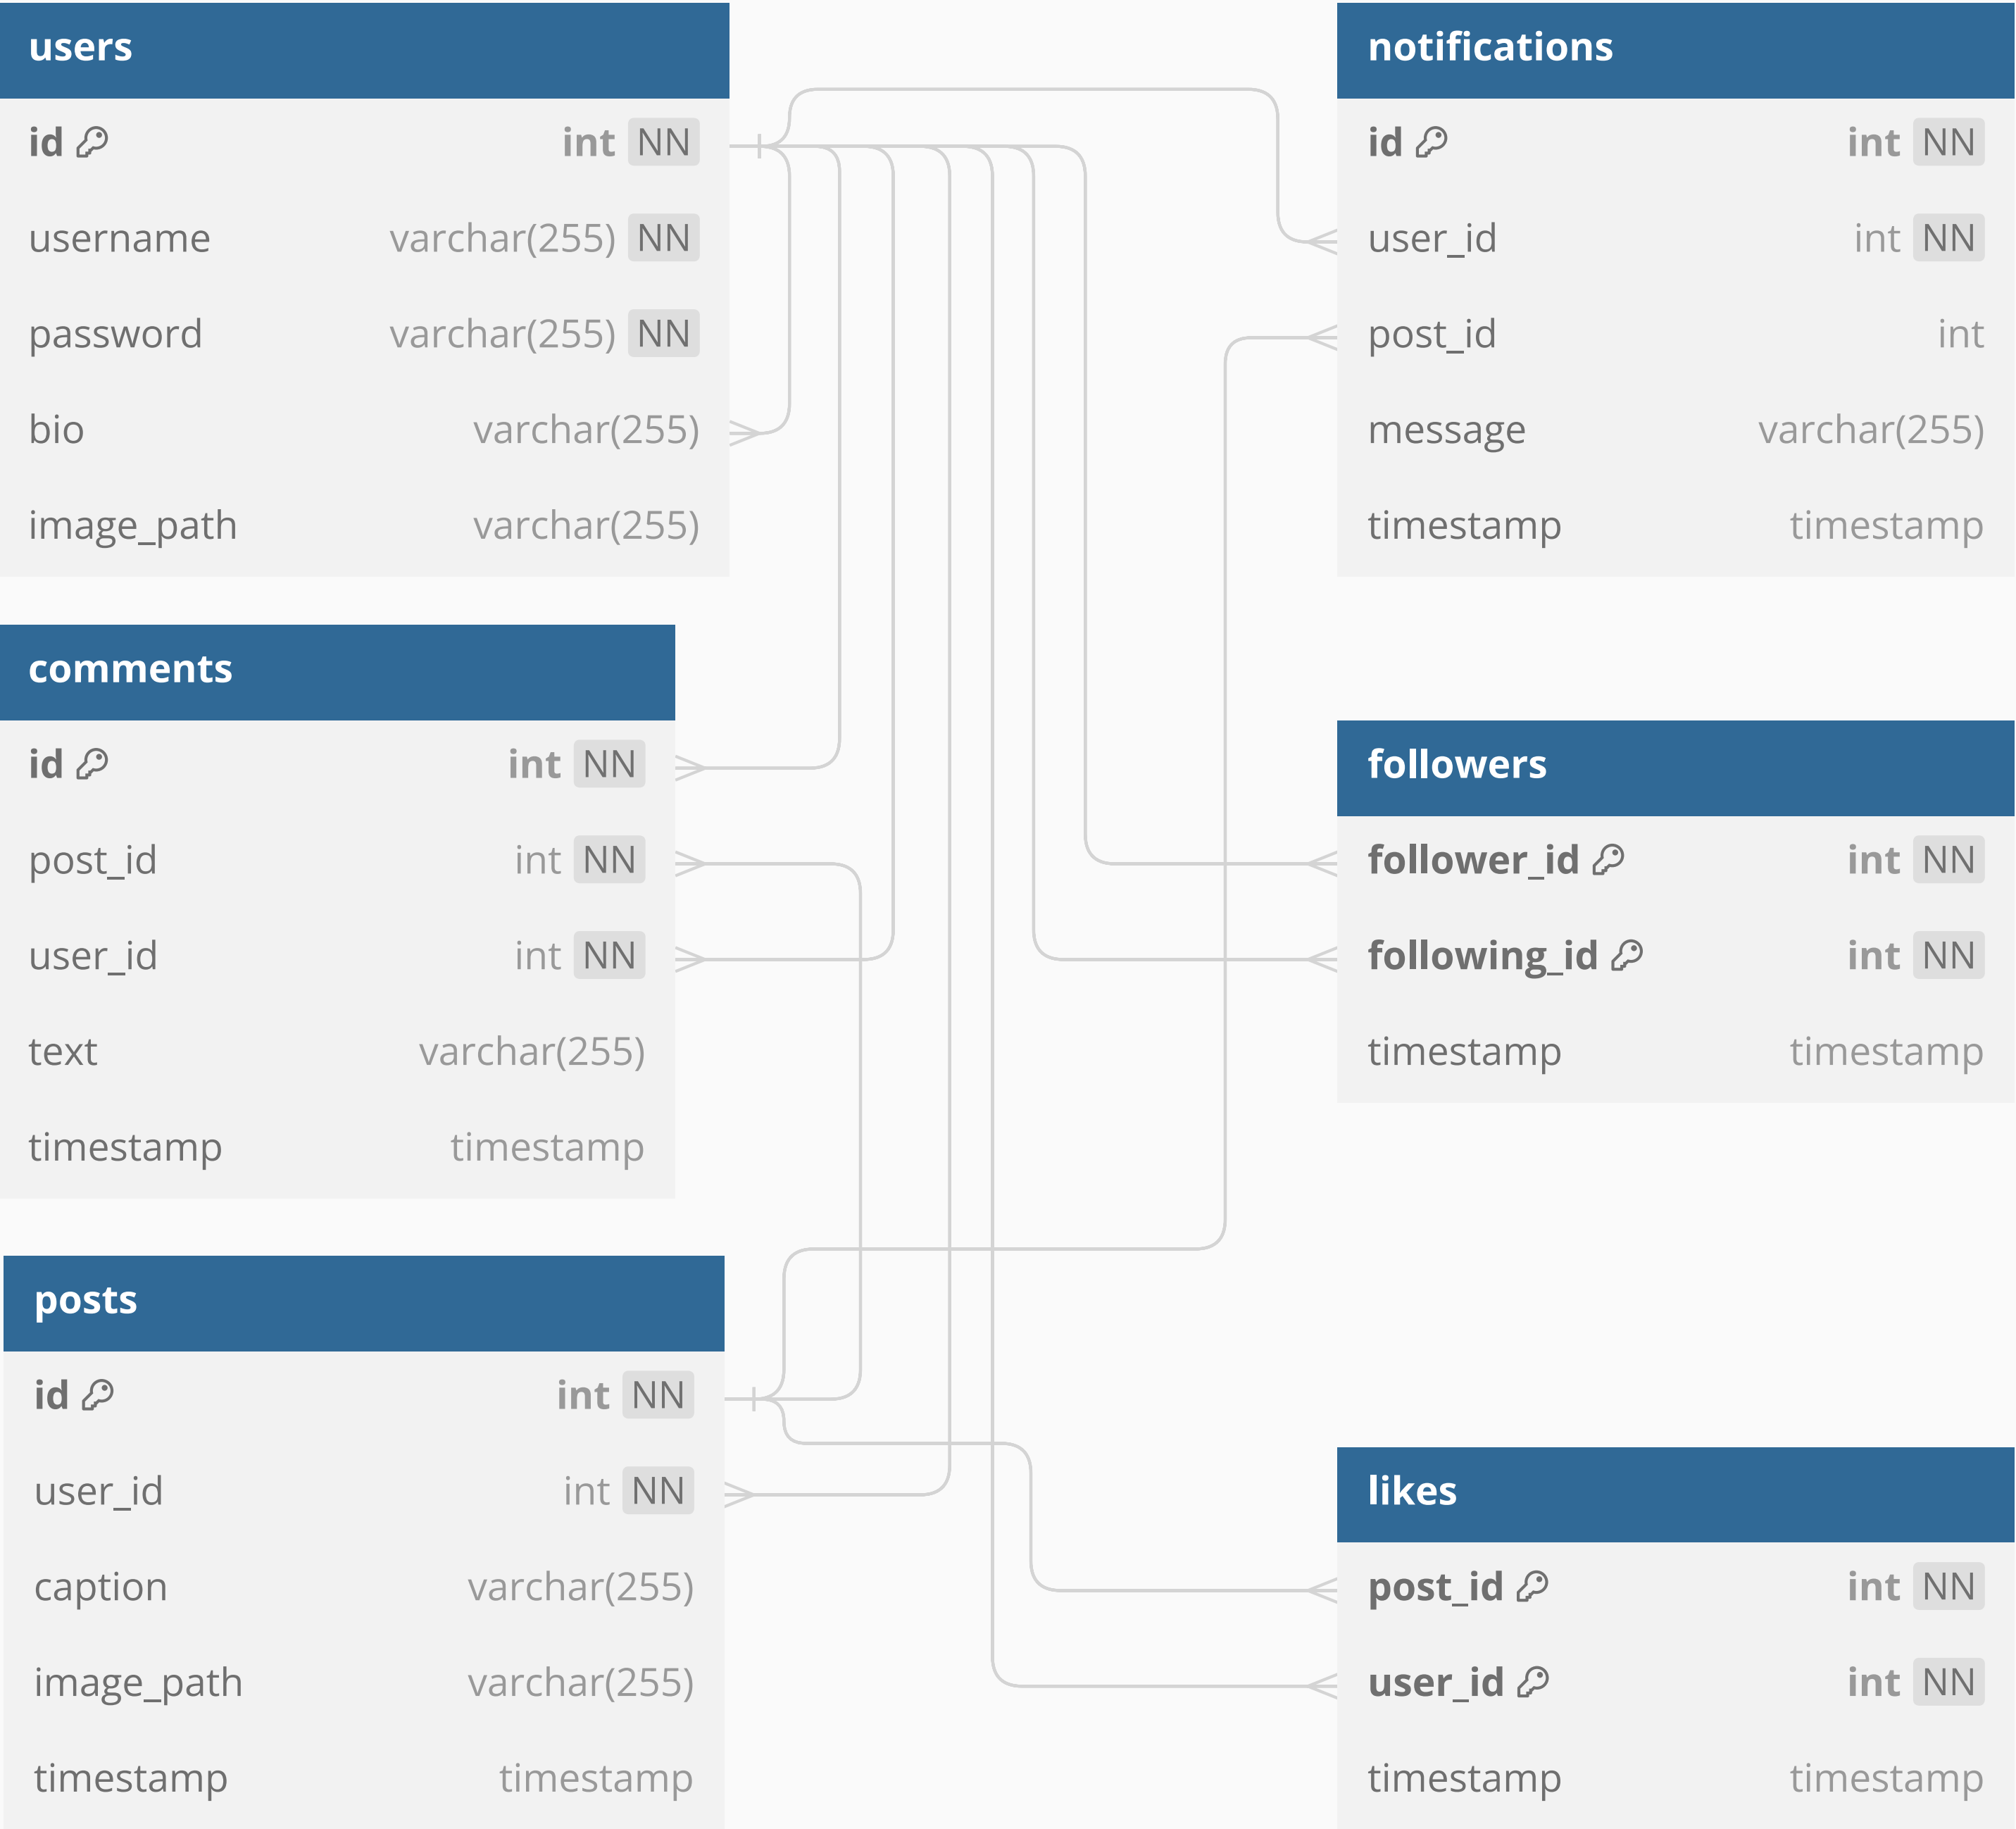 users
id int NN
username varchar(255) NN
password varchar(255) NN
bio varchar(255)
image_path varchar(255)
comments
id int NN
post_id int NN
user_id int NN
text varchar(255)
timestamp timestamp
posts
id int NN
user_id int NN
caption varchar(255)
image_path varchar(255)
timestamp timestamp
notifications
id int NN
user_id int NN
post_id int
message varchar(255)
timestamp timestamp
followers
follower_id int NN
following_id int NN
timestamp timestamp
likes
post_id int NN
user_id int NN
timestamp timestamp